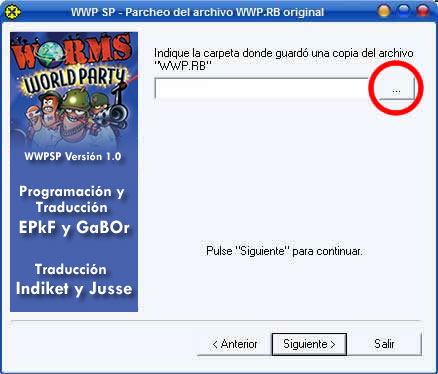 WWP SP - Parcheo del archivo WWP.RB original
Indique la carpeta donde guardó una copia del archivo
"WWP.RB"
...
WORMS
WORLD PARTY
WWPSP Versión 1.0
Programación y
Traducción
EPkF y GaBOr
Traducción
Indiket y Jusse
Pulse "Siguiente" para continuar.
< Anterior
Siguiente >
Salir